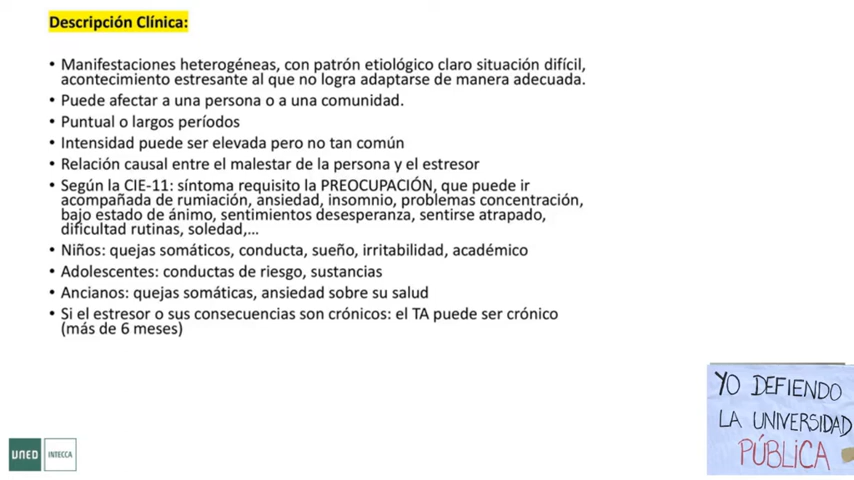 Descripción Clínica:
• Manifestaciones heterogéneas, con patrón etiológico claro situación difícil,
acontecimiento estresante al que no logra adaptarse de manera adecuada.
• Puede afectar a una persona o a una comunidad.
• Puntual o largos períodos
• Intensidad puede ser elevada pero no tan común
• Relación causal entre el malestar de la persona y el estresor
• Según la CIE-11: síntoma requisito la PREOCUPACIÓN, que puede ir
acompañada de rumiación, ansiedad, insomnio, problemas concentración,
bajo estado de ánimo, sentimientos desesperanza, sentirse atrapado,
dificultad rutinas, soledad,...
• Niños: quejas somáticos, conducta, sueño, irritabilidad, académico
• Adolescentes: conductas de riesgo, sustancias
• Ancianos: quejas somáticas, ansiedad sobre su salud
• Si el estresor o sus consecuencias son crónicos: el TA puede ser crónico
(más de 6 meses)
YO DEFIENDO
LA UNIVERSIDAD
PÚBLICA
UNED INTECCA